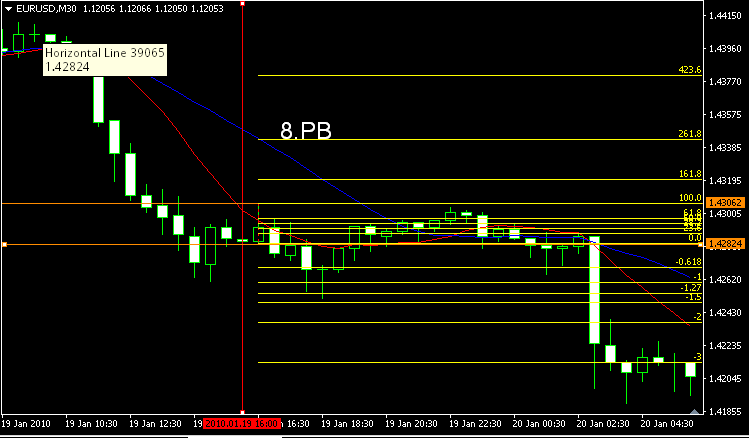 EURUSD,M30 1.12056 1.12066 1.12050 1.12053
Horizontal Line 39065
1.42824
8.PB
423.6
261.8
161.8
100.0
61.8
0.0
-0.618
-1
-1.27
-1.5
-2
-3
1.44150
1.43960
1.43770
1.43575
1.43385
1.43195
1.43062
1.43005
1.42824
1.42620
1.42430
1.42235
1.42045
1.41855
19 Jan 2010
19 Jan 10:30
19 Jan 12:30
2010.01.19 16:00
19 Jan 18:30
19 Jan 20:30
19 Jan 22:30
20 Jan 00:30
20 Jan 02:30
20 Jan 04:30